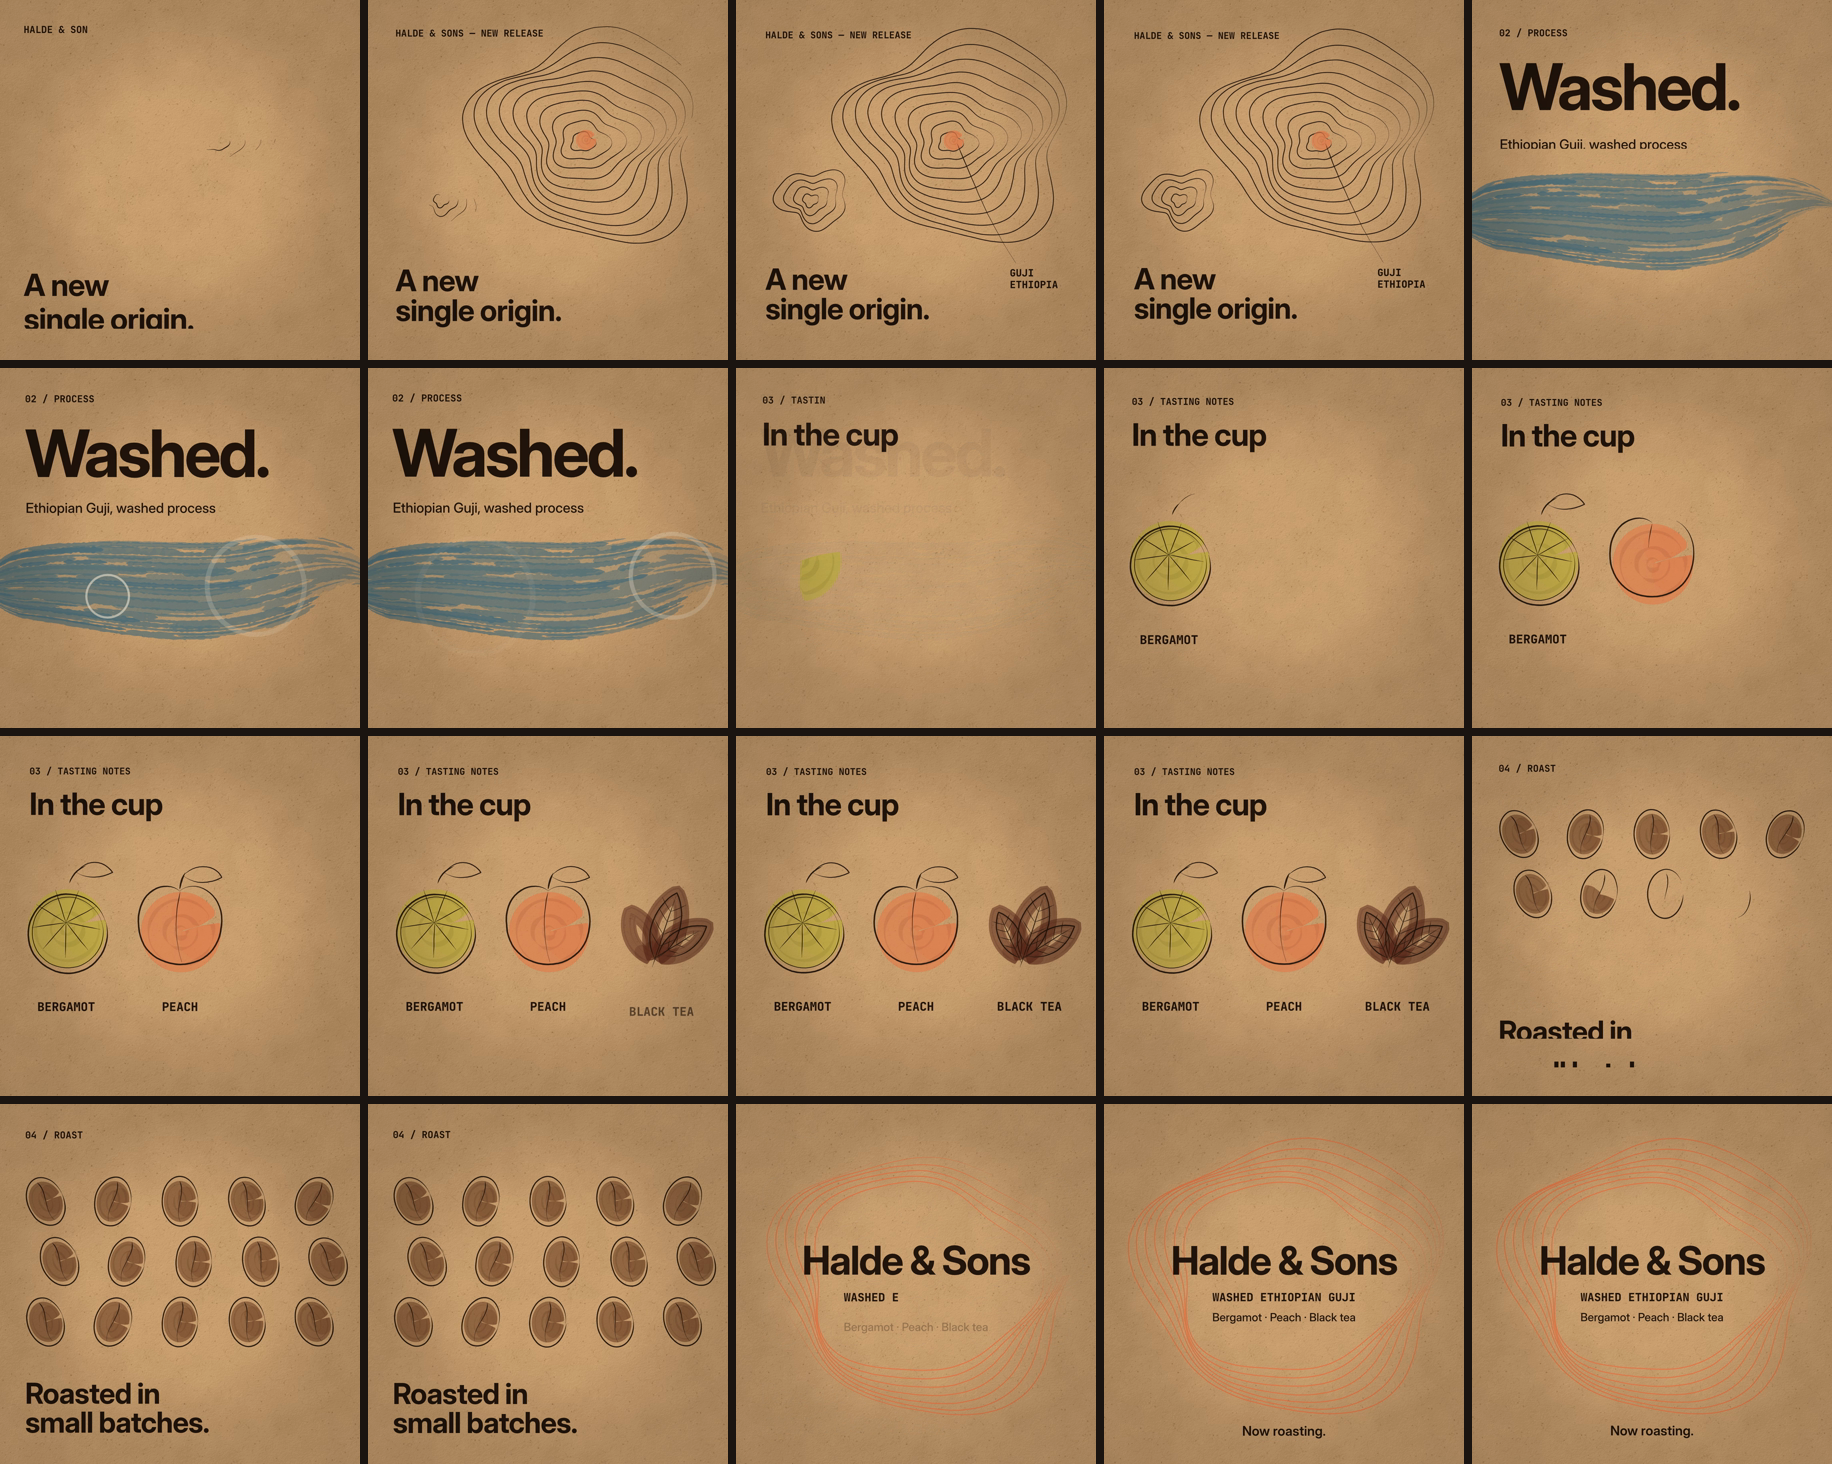 HALDE & SON
A new
single origin.
HALDE & SONS — NEW RELEASE
A new
single origin.
HALDE & SONS — NEW RELEASE
GUJI
ETHIOPIA
A new
single origin.
HALDE & SONS — NEW RELEASE
GUJI
ETHIOPIA
A new
single origin.
02 / PROCESS
Washed.
Ethiopian Guji, washed process
02 / PROCESS
Washed.
Ethiopian Guji, washed process
02 / PROCESS
Washed.
Ethiopian Guji, washed process
03 / TASTIN
In the cup
Washed.
Ethiopian Guji, washed process
03 / TASTING NOTES
In the cup
BERGAMOT
03 / TASTING NOTES
In the cup
BERGAMOT
03 / TASTING NOTES
In the cup
BERGAMOT PEACH
03 / TASTING NOTES
In the cup
BERGAMOT PEACH BLACK TEA
03 / TASTING NOTES
In the cup
BERGAMOT PEACH BLACK TEA
03 / TASTING NOTES
In the cup
BERGAMOT PEACH BLACK TEA
04 / ROAST
Roasted in
04 / ROAST
Roasted in
small batches.
04 / ROAST
Roasted in
small batches.
Halde & Sons
WASHED E
Bergamot · Peach · Black tea
Halde & Sons
WASHED ETHIOPIAN GUJI
Bergamot · Peach · Black tea
Now roasting.
Halde & Sons
WASHED ETHIOPIAN GUJI
Bergamot · Peach · Black tea
Now roasting.